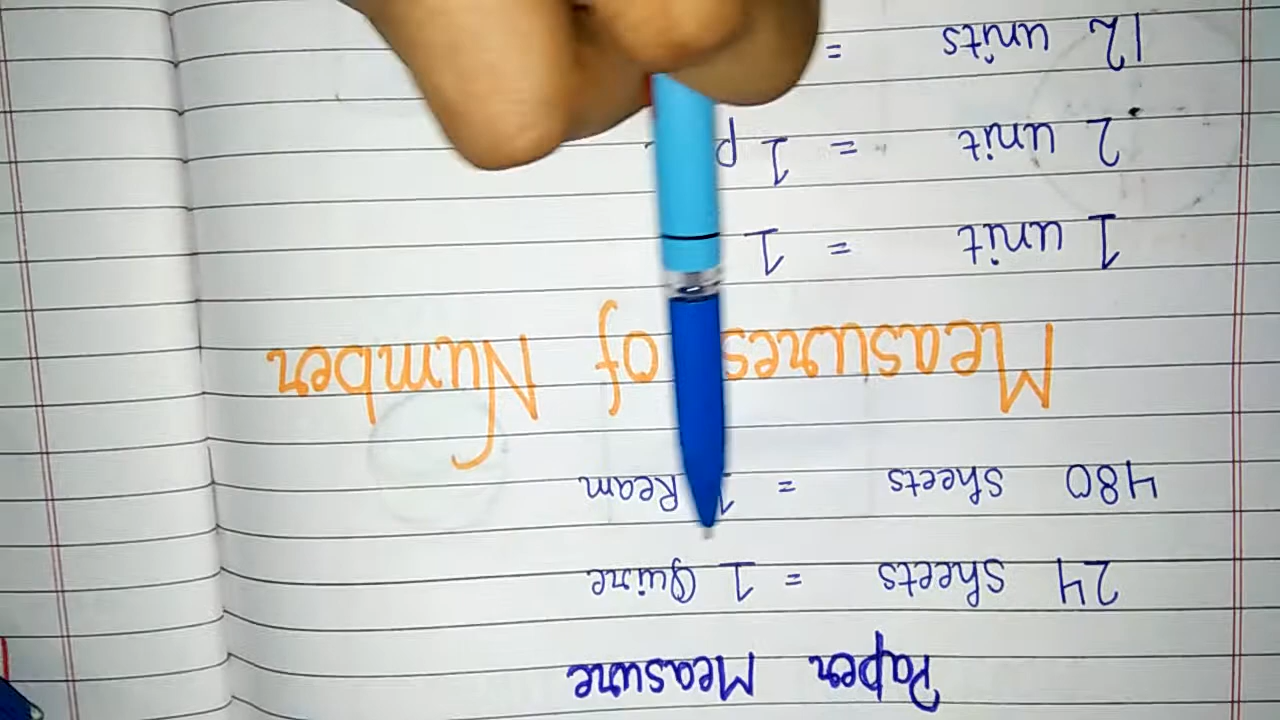 Paper Measure
24 Sheets = 1 Quire
480 Sheets = 1 Ream
Measures of Number
1 unit = 1
2 unit = 1 p
12 units =